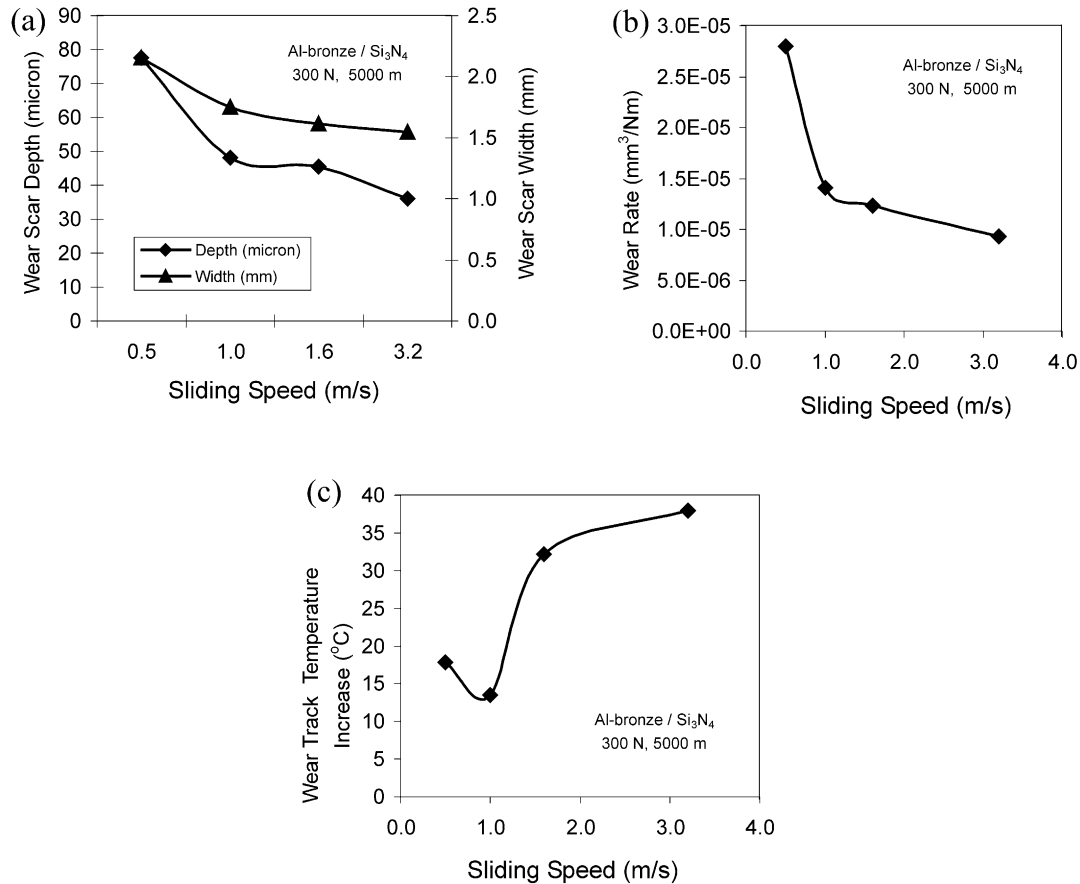 (a)
90
80
70
60
50
40
30
20
10
0
Wear Scar Depth (micron)
2.5
2.0
1.5
1.0
0.5
0.0
Wear Scar Width (mm)
Al-bronze / Si₃N₄
300 N, 5000 m
Depth (micron)
Width (mm)
0.5 1.0 1.6 3.2
Sliding Speed (m/s)
(b)
3.0E-05
2.5E-05
2.0E-05
1.5E-05
1.0E-05
5.0E-06
0.0E+00
Wear Rate (mm³/Nm)
Al-bronze / Si₃N₄
300 N, 5000 m
0.0 1.0 2.0 3.0 4.0
Sliding Speed (m/s)
(c)
40
35
30
25
20
15
10
5
0
Wear Track Temperature
Increase (°C)
Al-bronze / Si₃N₄
300 N, 5000 m
0.0 1.0 2.0 3.0 4.0
Sliding Speed (m/s)